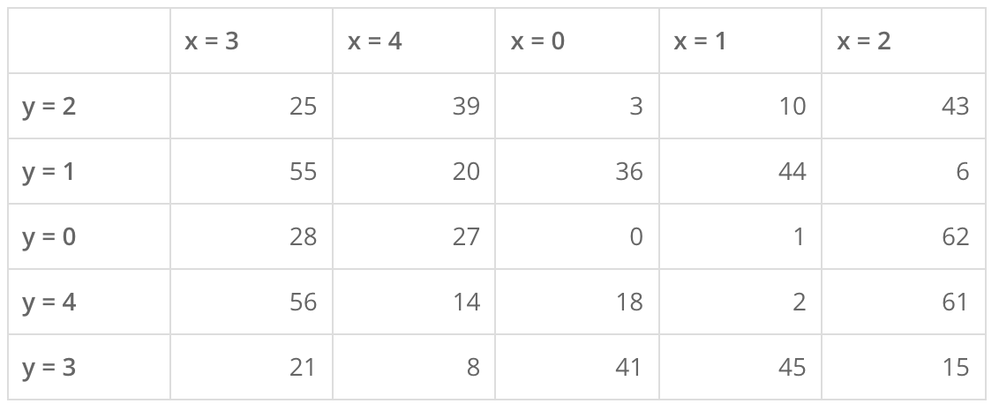 x = 3 x = 4 x = 0 x = 1 x = 2
y = 2 25 39 3 10 43
y = 1 55 20 36 44 6
y = 0 28 27 0 1 62
y = 4 56 14 18 2 61
y = 3 21 8 41 45 15